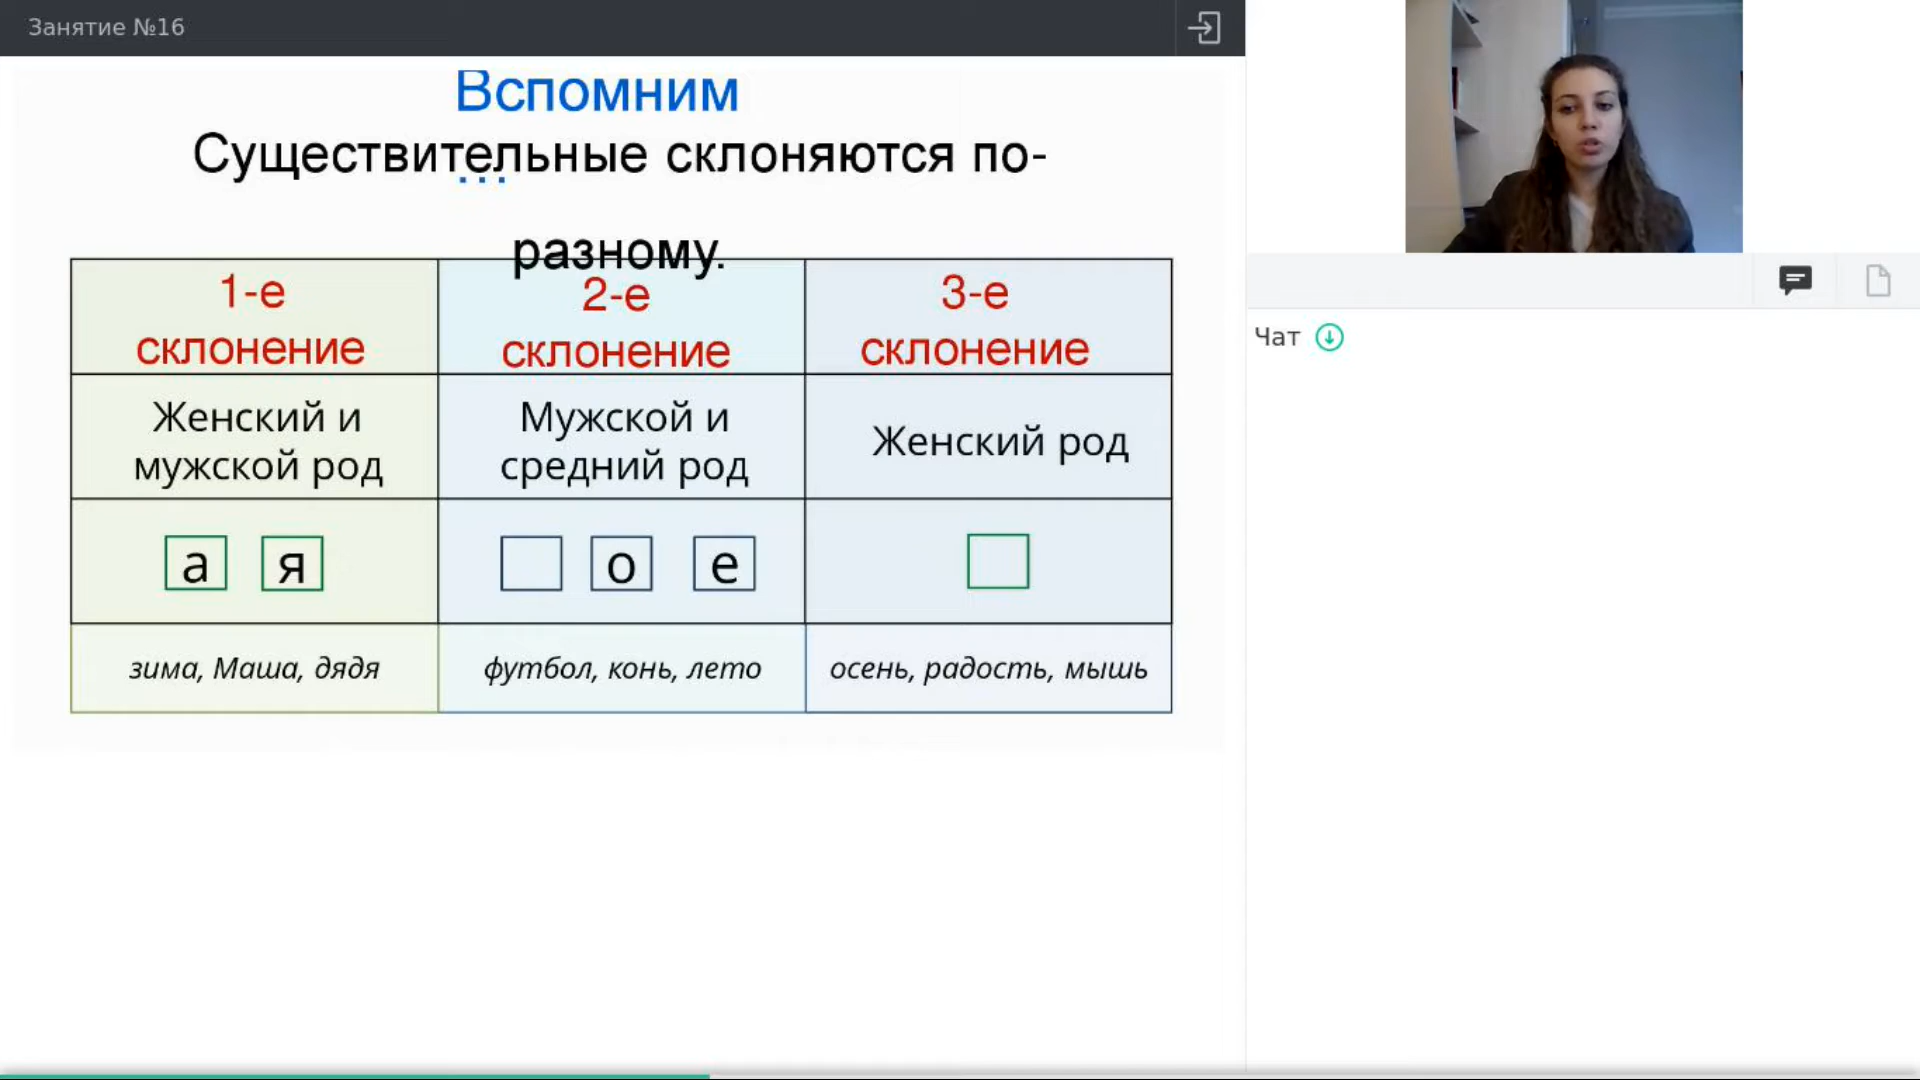 Занятие №16
Вспомним
...
Существительные склоняются по-
разному.
1-е
склонение
2-е
склонение
3-е
склонение
Женский и
мужской род
Мужской и
средний род
Женский род
а я
о е
зима, Маша, дядя
футбол, конь, лето
осень, радость, мышь
Чат